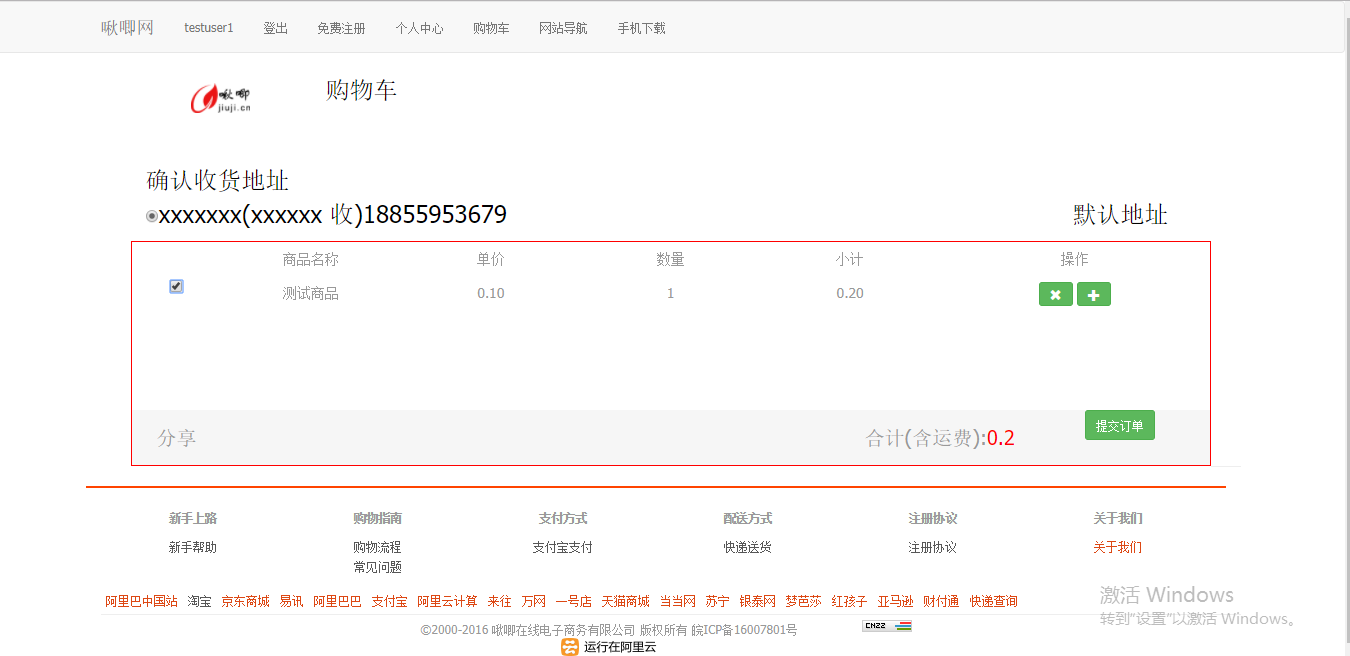 啾唧网 testuser1 登出 免费注册 个人中心 购物车 网站导航 手机下载
啾唧 jiuji.cn 购物车
确认收货地址
xxxxxxx(xxxxxx 收)18855953679 默认地址
商品名称 单价 数量 小计 操作
测试商品 0.10 1 0.20
分享 合计(含运费):0.2 提交订单
新手上路 购物指南 支付方式 配送方式 注册协议 关于我们
新手帮助 购物流程 支付宝支付 快递送货 注册协议 关于我们
常见问题
阿里巴中国站 淘宝 京东商城 易讯 阿里巴巴 支付宝 阿里云计算 来往 万网 一号店 天猫商城 当当网 苏宁 银泰网 梦芭莎 红孩子 亚马逊 财付通 快递查询
©2000-2016 啾唧在线电子商务有限公司 版权所有 皖ICP备16007801号 CNZZ
运行在阿里云
激活 Windows
转到"设置"以激活 Windows。